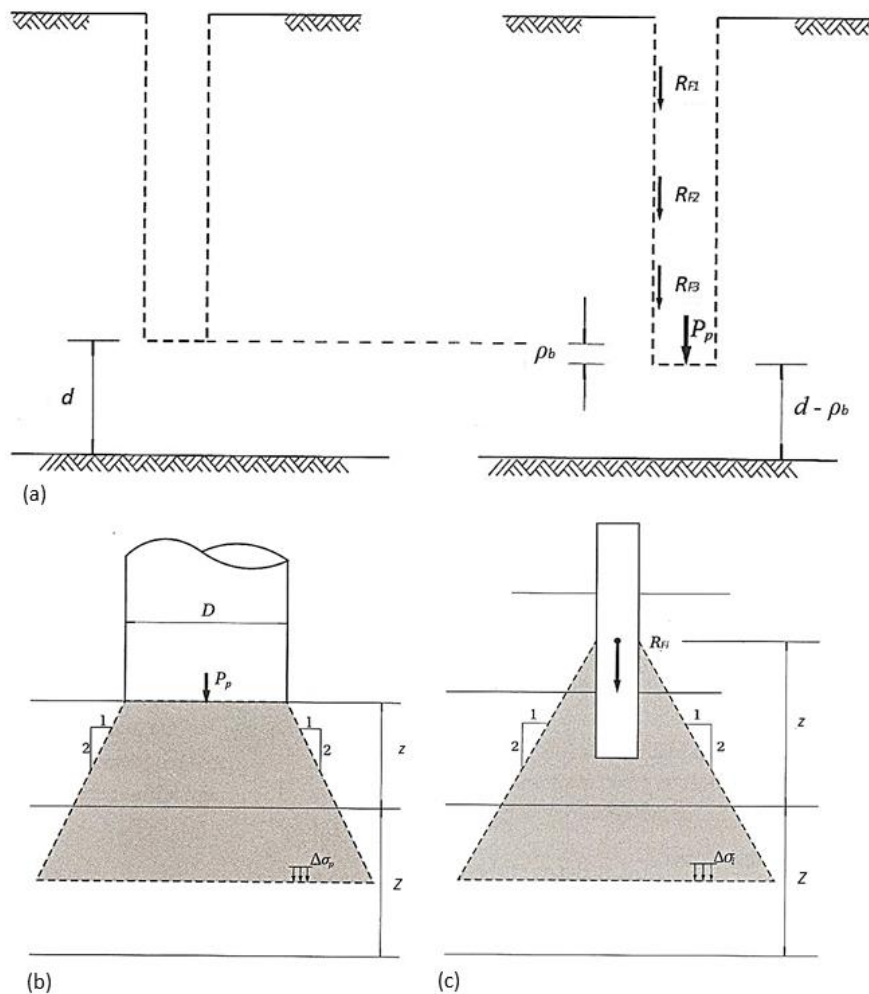 R_F1
R_F2
R_F3
P_p
ρ_b
d
d - ρ_b
(a)
D
P_p
1
2
1
2
z
Δσ_p
Z
(b)
R_Fi
1
2
1
2
z
Δσ_i
Z
(c)